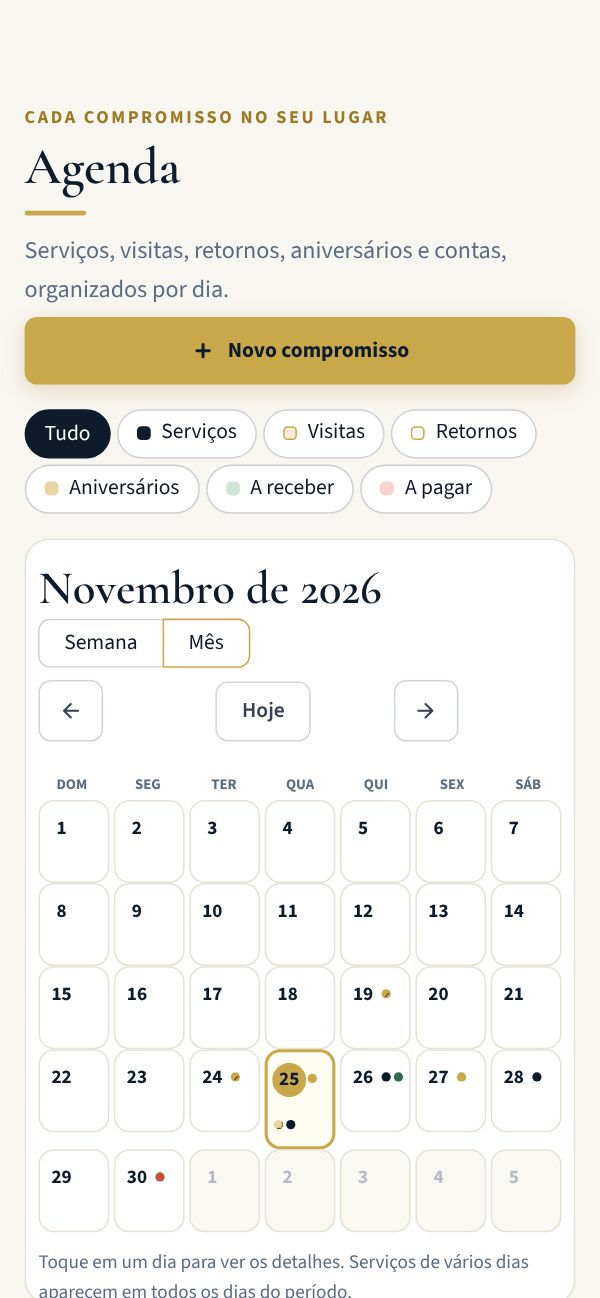 CADA COMPROMISSO NO SEU LUGAR
Agenda
Serviços, visitas, retornos, aniversários e contas,
organizados por dia.
+ Novo compromisso
Tudo Serviços Visitas Retornos
Aniversários A receber A pagar
Novembro de 2026
Semana Mês
← Hoje →
DOM SEG TER QUA QUI SEX SÁB
1 2 3 4 5 6 7
8 9 10 11 12 13 14
15 16 17 18 19 20 21
22 23 24 25 26 27 28
29 30 1 2 3 4 5
Toque em um dia para ver os detalhes. Serviços de vários dias
aparecem em todos os dias do período.